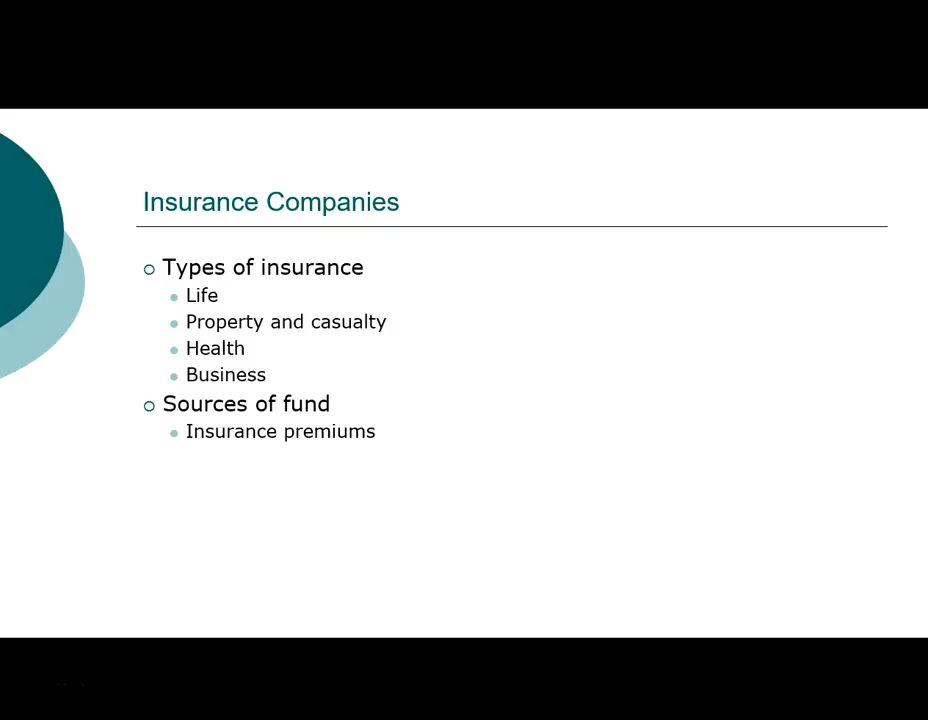 Insurance Companies
Types of insurance
Life
Property and casualty
Health
Business
Sources of fund
Insurance premiums